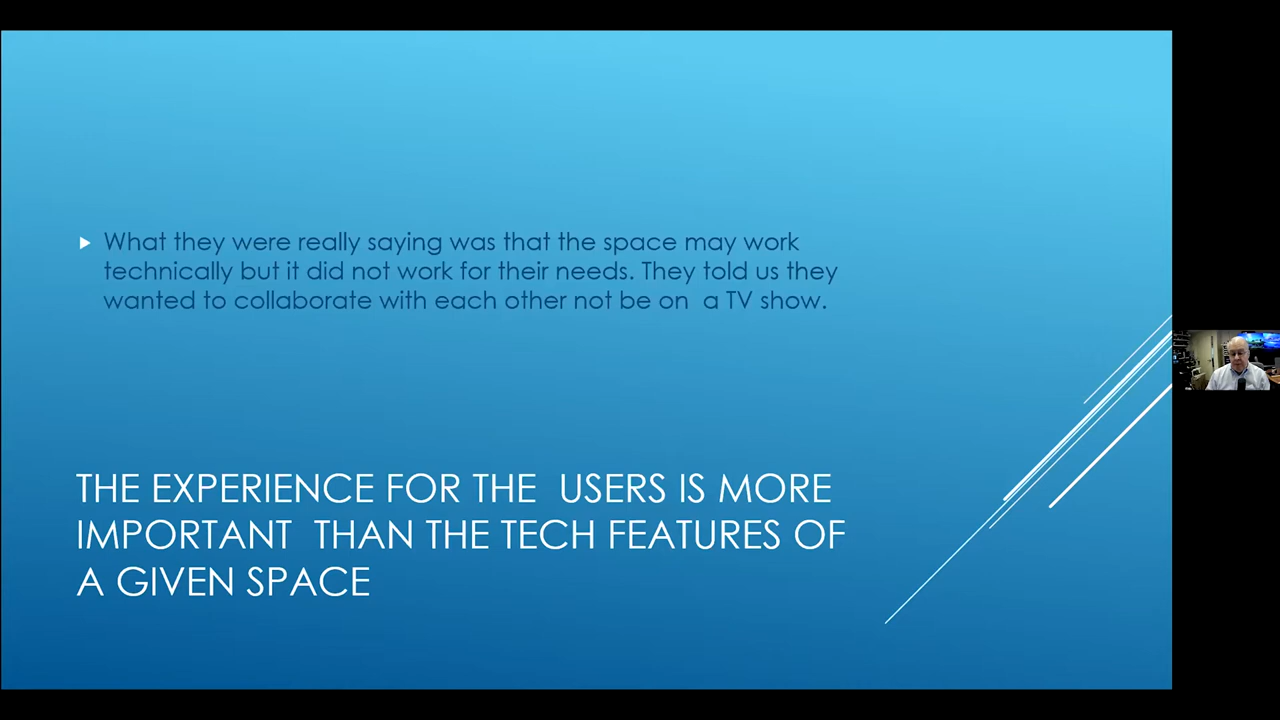 What they were really saying was that the space may work
technically but it did not work for their needs. They told us they
wanted to collaborate with each other not be on  a TV show.
THE EXPERIENCE FOR THE  USERS IS MORE
IMPORTANT  THAN THE TECH FEATURES OF
A GIVEN SPACE